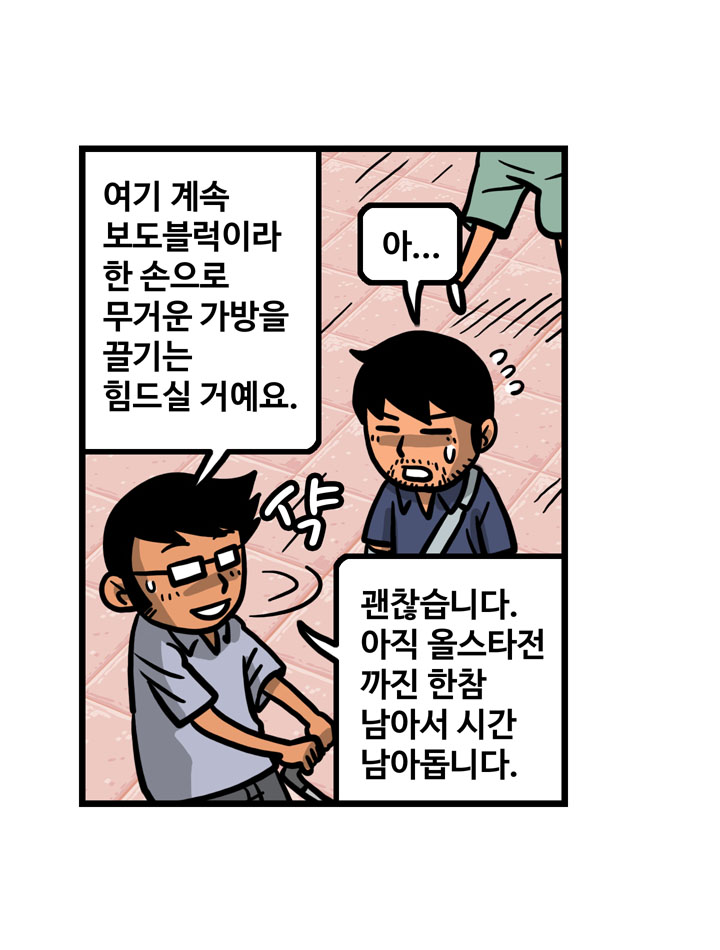 여기 계속
보도블럭이라
한 손으로
무거운 가방을
끌기는
힘드실 거예요.
아...
샥
괜찮습니다.
아직 올스타전
까진 한참
남아서 시간
남아돕니다.